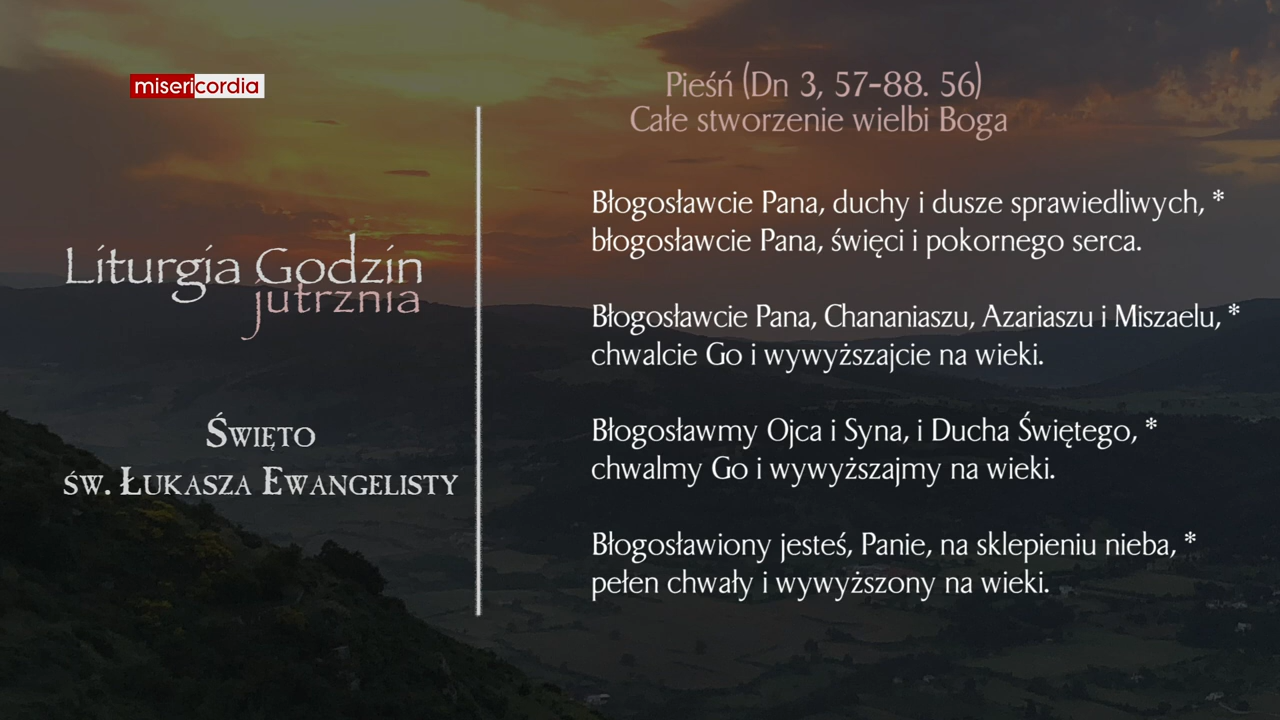 misericordia
Liturgia Godzin
jutrznia
Święto
św. Łukasza Ewangelisty
Pieśń (Dn 3, 57-88. 56)
Całe stworzenie wielbi Boga
Błogosławcie Pana, duchy i dusze sprawiedliwych, *
błogosławcie Pana, święci i pokornego serca.
Błogosławcie Pana, Chananiaszu, Azariaszu i Miszaelu, *
chwalcie Go i wywyższajcie na wieki.
Błogosławmy Ojca i Syna, i Ducha Świętego, *
chwalmy Go i wywyższajmy na wieki.
Błogosławiony jesteś, Panie, na sklepieniu nieba, *
pełen chwały i wywyższony na wieki.